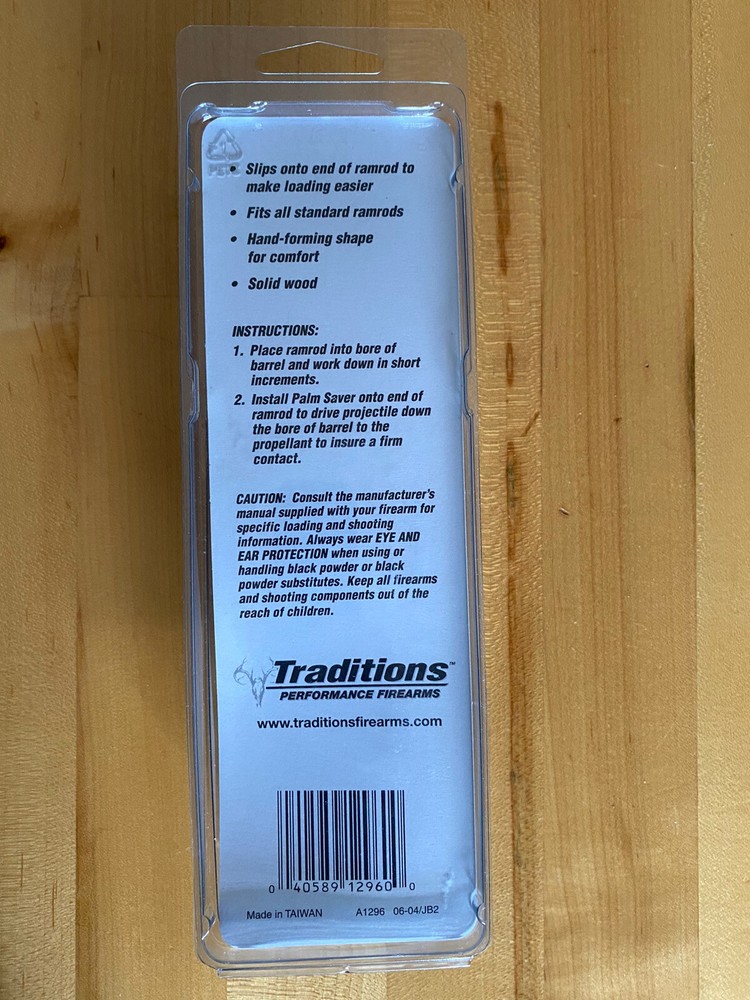 PETG
• Slips onto end of ramrod to
make loading easier
• Fits all standard ramrods
• Hand-forming shape
for comfort
• Solid wood
INSTRUCTIONS:
1. Place ramrod into bore of
barrel and work down in short
increments.
2. Install Palm Saver onto end of
ramrod to drive projectile down
the bore of barrel to the
propellant to insure a firm
contact.
CAUTION: Consult the manufacturer's
manual supplied with your firearm for
specific loading and shooting
information. Always wear EYE AND
EAR PROTECTION when using or
handling black powder or black
powder substitutes. Keep all firearms
and shooting components out of the
reach of children.
Traditions™
PERFORMANCE FIREARMS
www.traditionsfirearms.com
0 40589 12960 0
Made in TAIWAN A1296 06-04/JB2